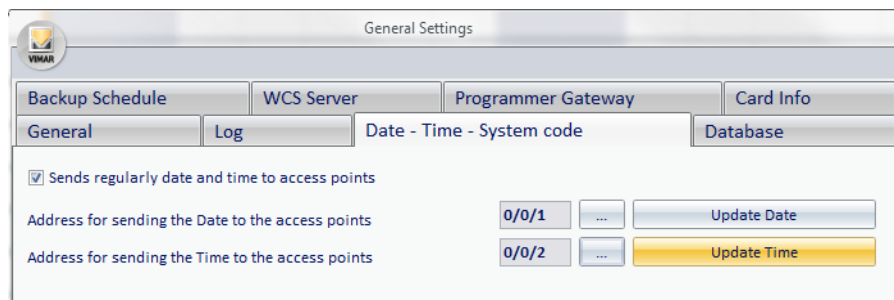 General Settings
VIMAR
Backup Schedule WCS Server Programmer Gateway Card Info
General Log Date - Time - System code Database
Sends regularly date and time to access points
Address for sending the Date to the access points 0/0/1 ... Update Date
Address for sending the Time to the access points 0/0/2 ... Update Time